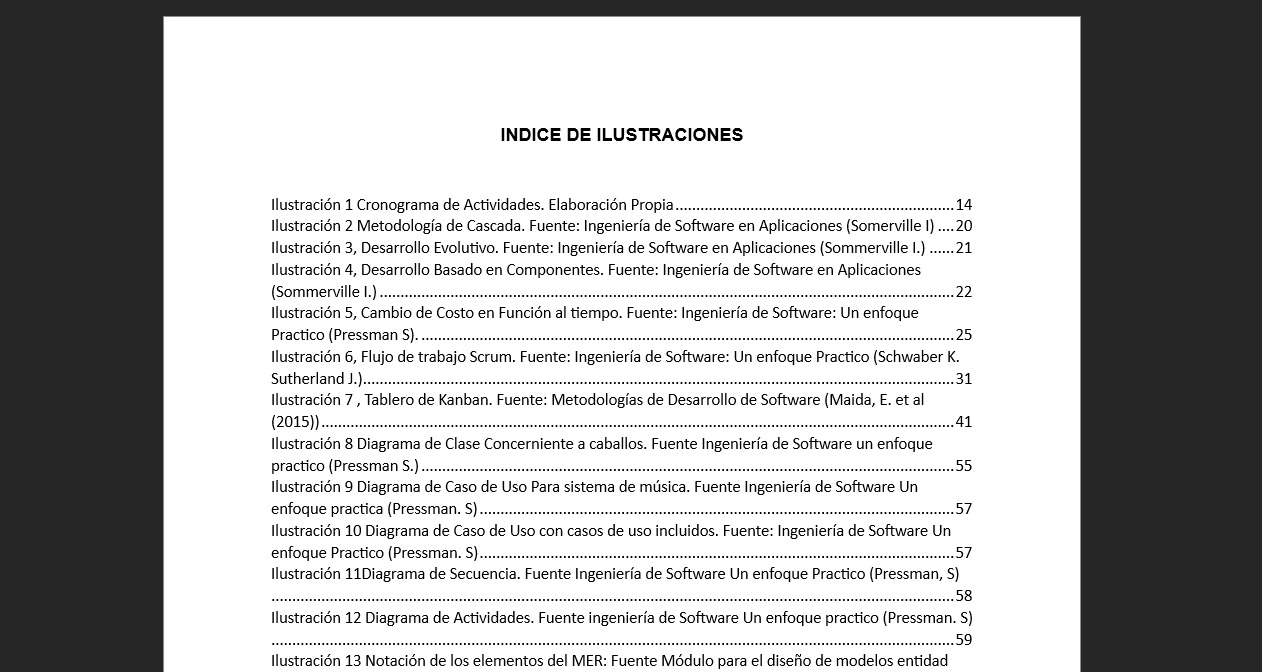 INDICE DE ILUSTRACIONES
Ilustración 1 Cronograma de Actividades. Elaboración Propia....................................................................14
Ilustración 2 Metodología de Cascada. Fuente: Ingeniería de Software en Aplicaciones (Somerville I) ....20
Ilustración 3, Desarrollo Evolutivo. Fuente: Ingeniería de Software en Aplicaciones (Sommerville I.) ......21
Ilustración 4, Desarrollo Basado en Componentes. Fuente: Ingeniería de Software en Aplicaciones
(Sommerville I.) ............................................................................................................................................22
Ilustración 5, Cambio de Costo en Función al tiempo. Fuente: Ingeniería de Software: Un enfoque
Practico (Pressman S). ..................................................................................................................................25
Ilustración 6, Flujo de trabajo Scrum. Fuente: Ingeniería de Software: Un enfoque Practico (Schwaber K.
Sutherland J.)................................................................................................................................................31
Ilustración 7 , Tablero de Kanban. Fuente: Metodologías de Desarrollo de Software (Maida, E. et al
(2015))..........................................................................................................................................................41
Ilustración 8 Diagrama de Clase Concerniente a caballos. Fuente Ingeniería de Software un enfoque
practico (Pressman S.) ..................................................................................................................................55
Ilustración 9 Diagrama de Caso de Uso Para sistema de música. Fuente Ingeniería de Software Un
enfoque practica (Pressman. S)....................................................................................................................57
Ilustración 10 Diagrama de Caso de Uso con casos de uso incluidos. Fuente: Ingeniería de Software Un
enfoque Practico (Pressman. S)....................................................................................................................57
Ilustración 11Diagrama de Secuencia. Fuente Ingeniería de Software Un enfoque Practico (Pressman, S)
......................................................................................................................................................................58
Ilustración 12 Diagrama de Actividades. Fuente ingeniería de Software Un enfoque practico (Pressman. S)
......................................................................................................................................................................59
Ilustración 13 Notación de los elementos del MER: Fuente Módulo para el diseño de modelos entidad